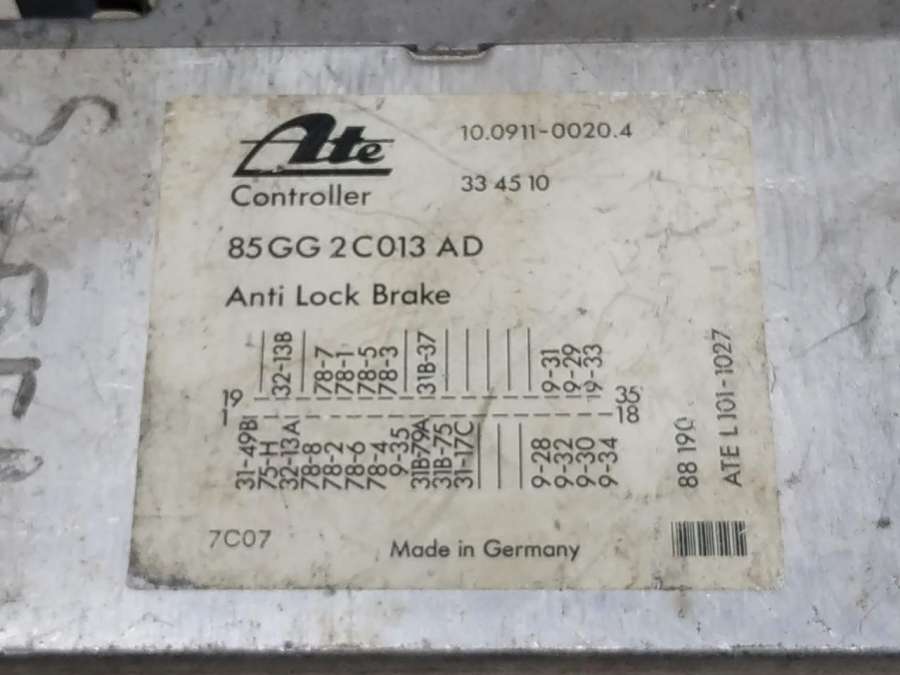 Ate
10.0911-0020.4
Controller
33 45 10
85GG 2C013 AD
Anti Lock Brake
32-13B
78-7
78-1
78-5
78-3
31B-37
9-31
9-29
9-33
19
35
1
18
31-49B
75-H
32-13A
78-8
78-2
78-6
78-4
9-35
31B-79A
31B-75
31-17C
9-28
9-32
9-30
9-34
88 190
ATE L 101-1027
7C07
Made in Germany